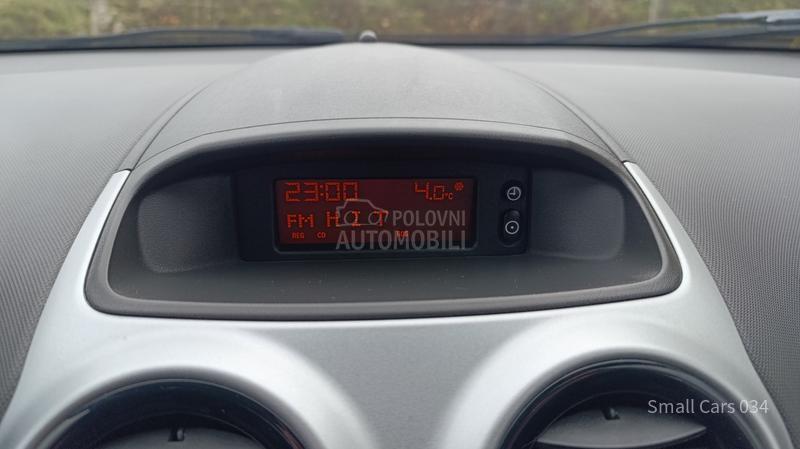 23:00 4.0°C
FM H I T
REG CD
POLOVNI
AUTOMOBILI
Small Cars 034